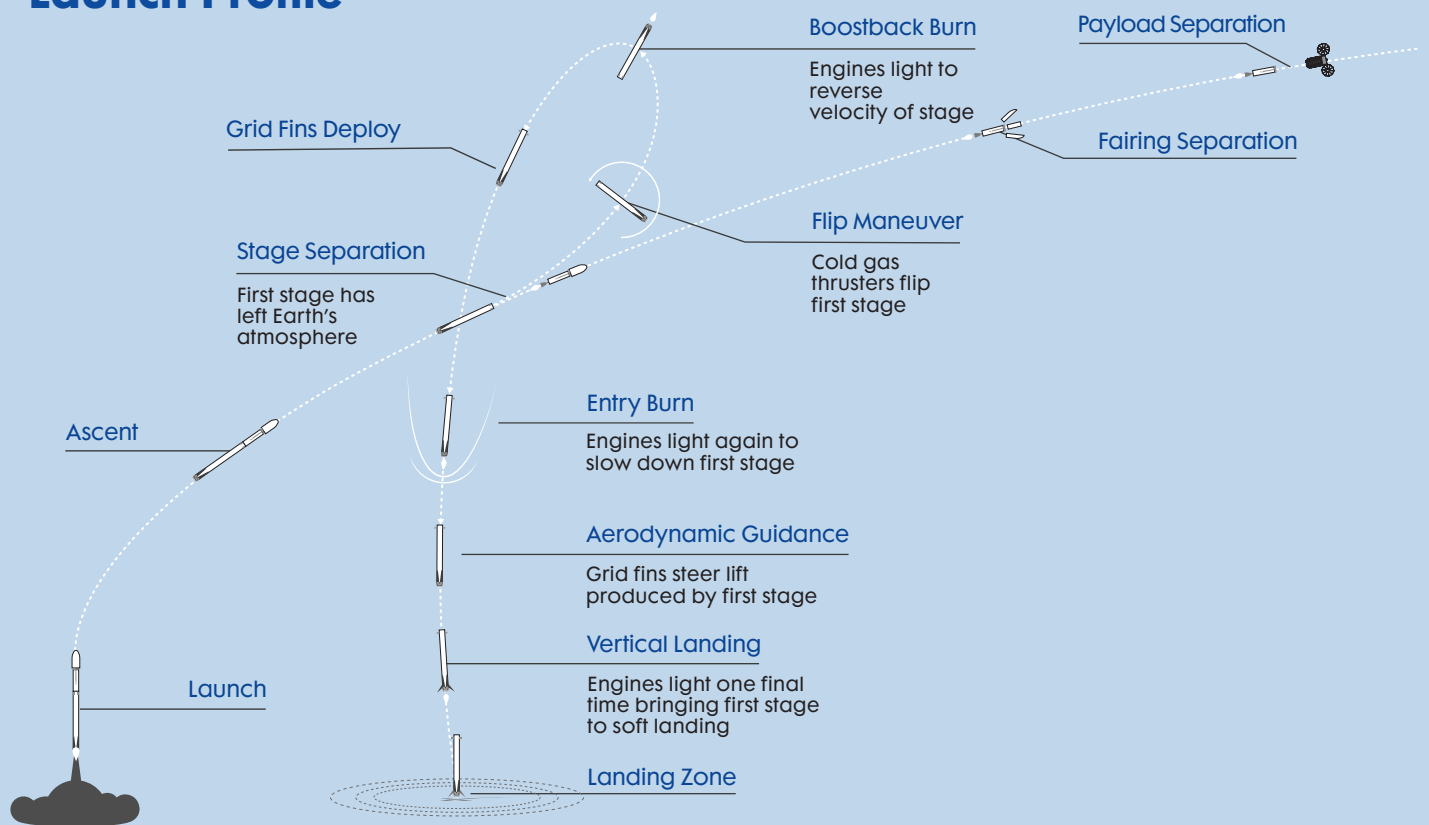 Launch Profile
Boostback Burn
Engines light to
reverse
velocity of stage
Payload Separation
Grid Fins Deploy
Fairing Separation
Flip Maneuver
Cold gas
thrusters flip
first stage
Stage Separation
First stage has
left Earth's
atmosphere
Ascent
Entry Burn
Engines light again to
slow down first stage
Aerodynamic Guidance
Grid fins steer lift
produced by first stage
Vertical Landing
Engines light one final
time bringing first stage
to soft landing
Launch
Landing Zone